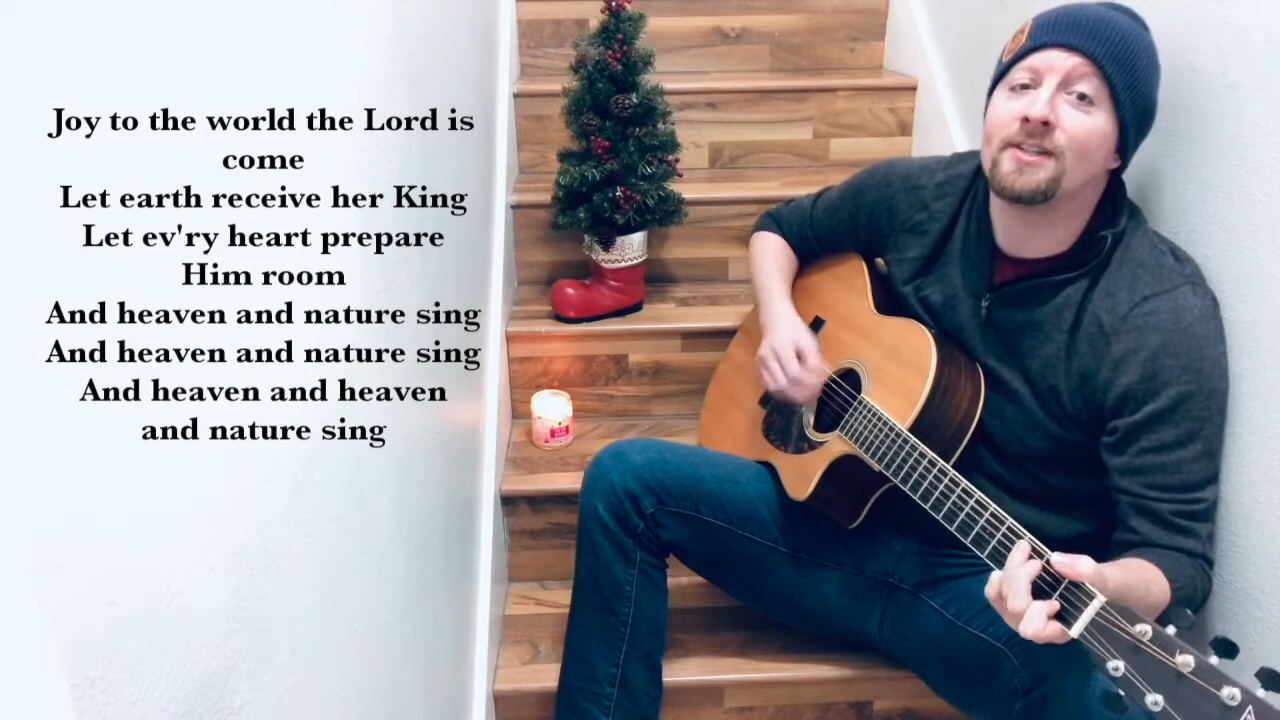 Joy to the world the Lord is
come
Let earth receive her King
Let ev'ry heart prepare
Him room
And heaven and nature sing
And heaven and nature sing
And heaven and heaven
and nature sing